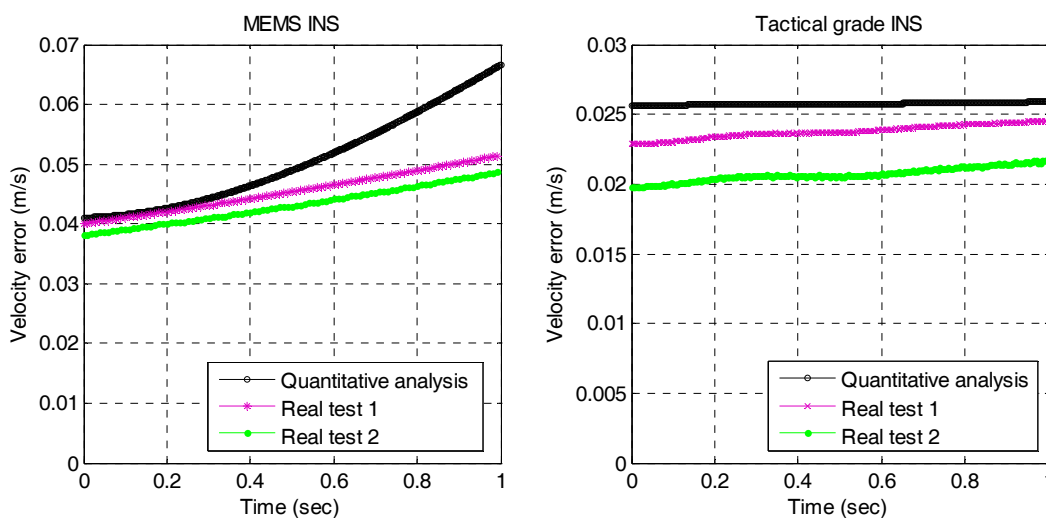 MEMS INS
Velocity error (m/s)
0.07
0.06
0.05
0.04
0.03
0.02
0.01
0
Quantitative analysis
Real test 1
Real test 2
0 0.2 0.4 0.6 0.8 1
Time (sec)
Tactical grade INS
Velocity error (m/s)
0.03
0.025
0.02
0.015
0.01
0.005
0
Quantitative analysis
Real test 1
Real test 2
0 0.2 0.4 0.6 0.8 1
Time (sec)